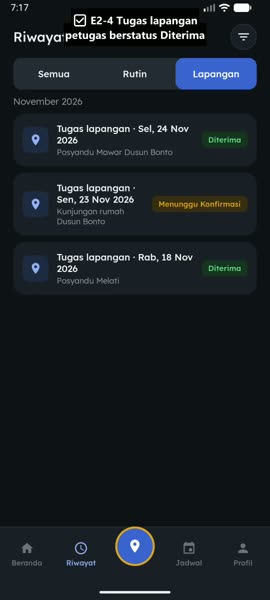 7:17
☑ E2-4 Tugas lapangan
petugas berstatus Diterima
Riwayat
Semua Rutin Lapangan
November 2026
Tugas lapangan · Sel, 24 Nov
2026
Posyandu Mawar Dusun Bonto
Diterima
Tugas lapangan ·
Sen, 23 Nov 2026
Kunjungan rumah
Dusun Bonto
Menunggu Konfirmasi
Tugas lapangan · Rab, 18 Nov
2026
Posyandu Melati
Diterima
Beranda Riwayat Jadwal Profil